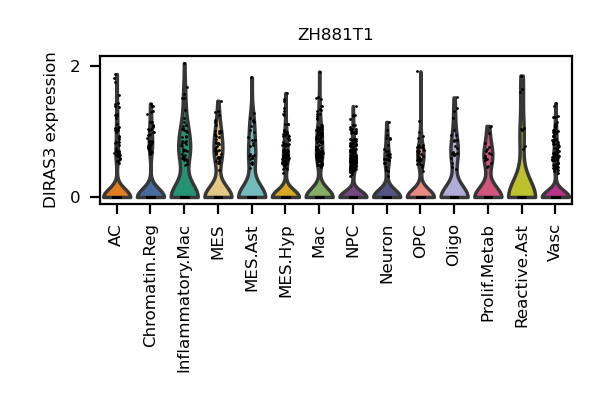 ZH881T1
DIRAS3 expression
2
0
AC
Chromatin.Reg
Inflammatory.Mac
MES
MES.Ast
MES.Hyp
Mac
NPC
Neuron
OPC
Oligo
Prolif.Metab
Reactive.Ast
Vasc